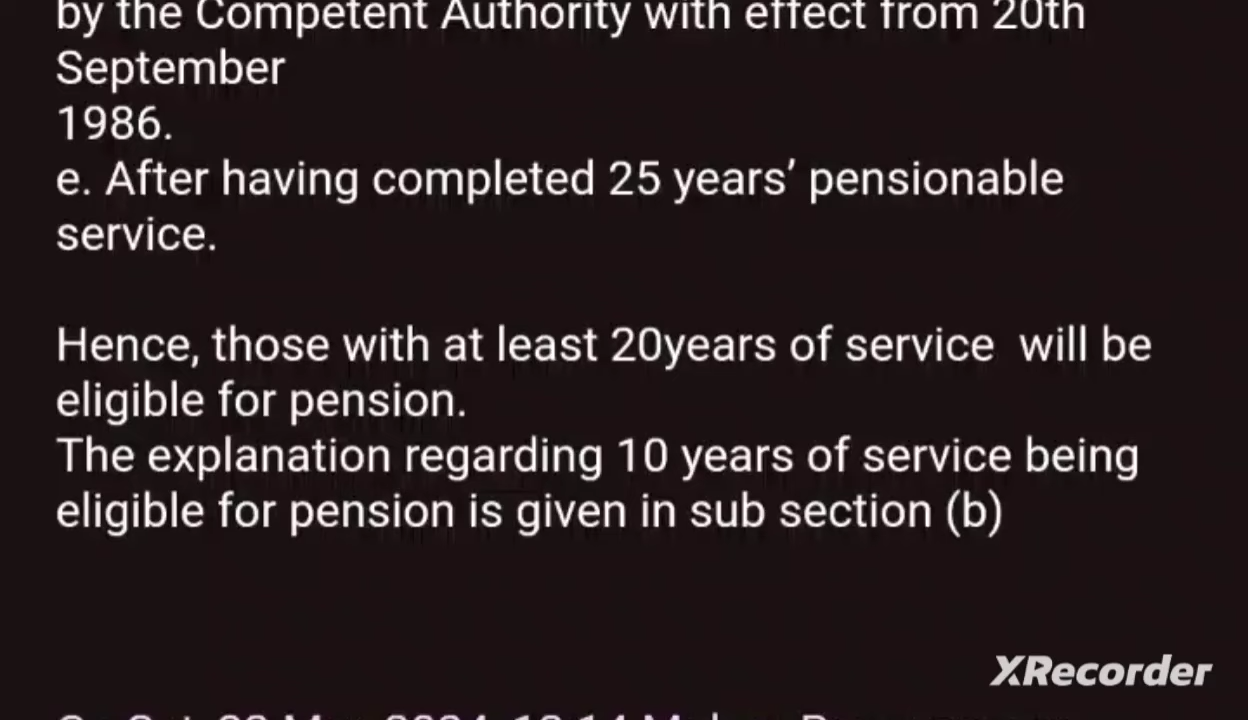 by the Competent Authority with effect from 20th
September
1986.
e. After having completed 25 years’ pensionable
service.
Hence, those with at least 20years of service  will be
eligible for pension.
The explanation regarding 10 years of service being
eligible for pension is given in sub section (b)
XRecorder